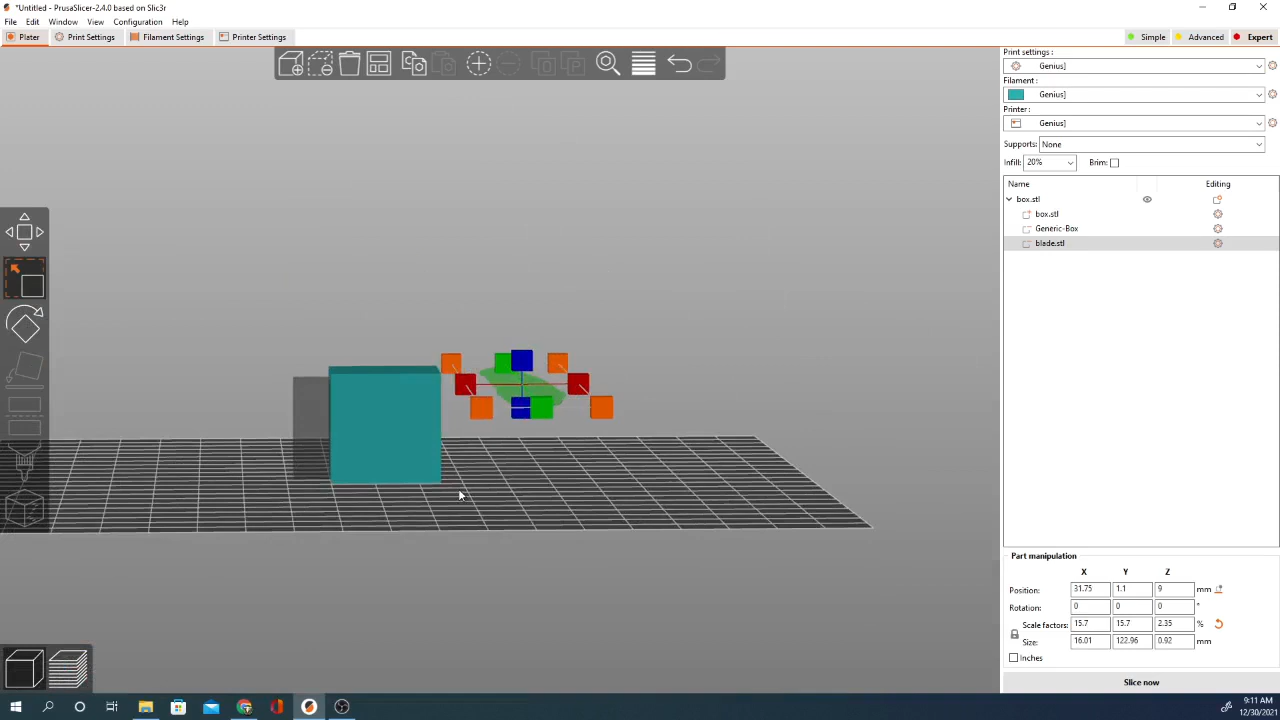 *Untitled - PrusaSlicer-2.4.0 based on Slic3r
File Edit Window View Configuration Help
Plater Print Settings Filament Settings Printer Settings Simple Advanced Expert
Print settings :
Genius]
Filament :
Genius]
Printer :
Genius]
Supports: None
Infill: 20% Brim:
Name Editing
box.stl
box.stl
Generic-Box
blade.stl
Part manipulation
X Y Z
Position: 31.75 1.1 9 mm
Rotation: 0 0 0 °
Scale factors: 15.7 15.7 2.35 %
Size: 16.01 122.96 0.92 mm
Inches
Slice now
9:11 AM
12/30/2021